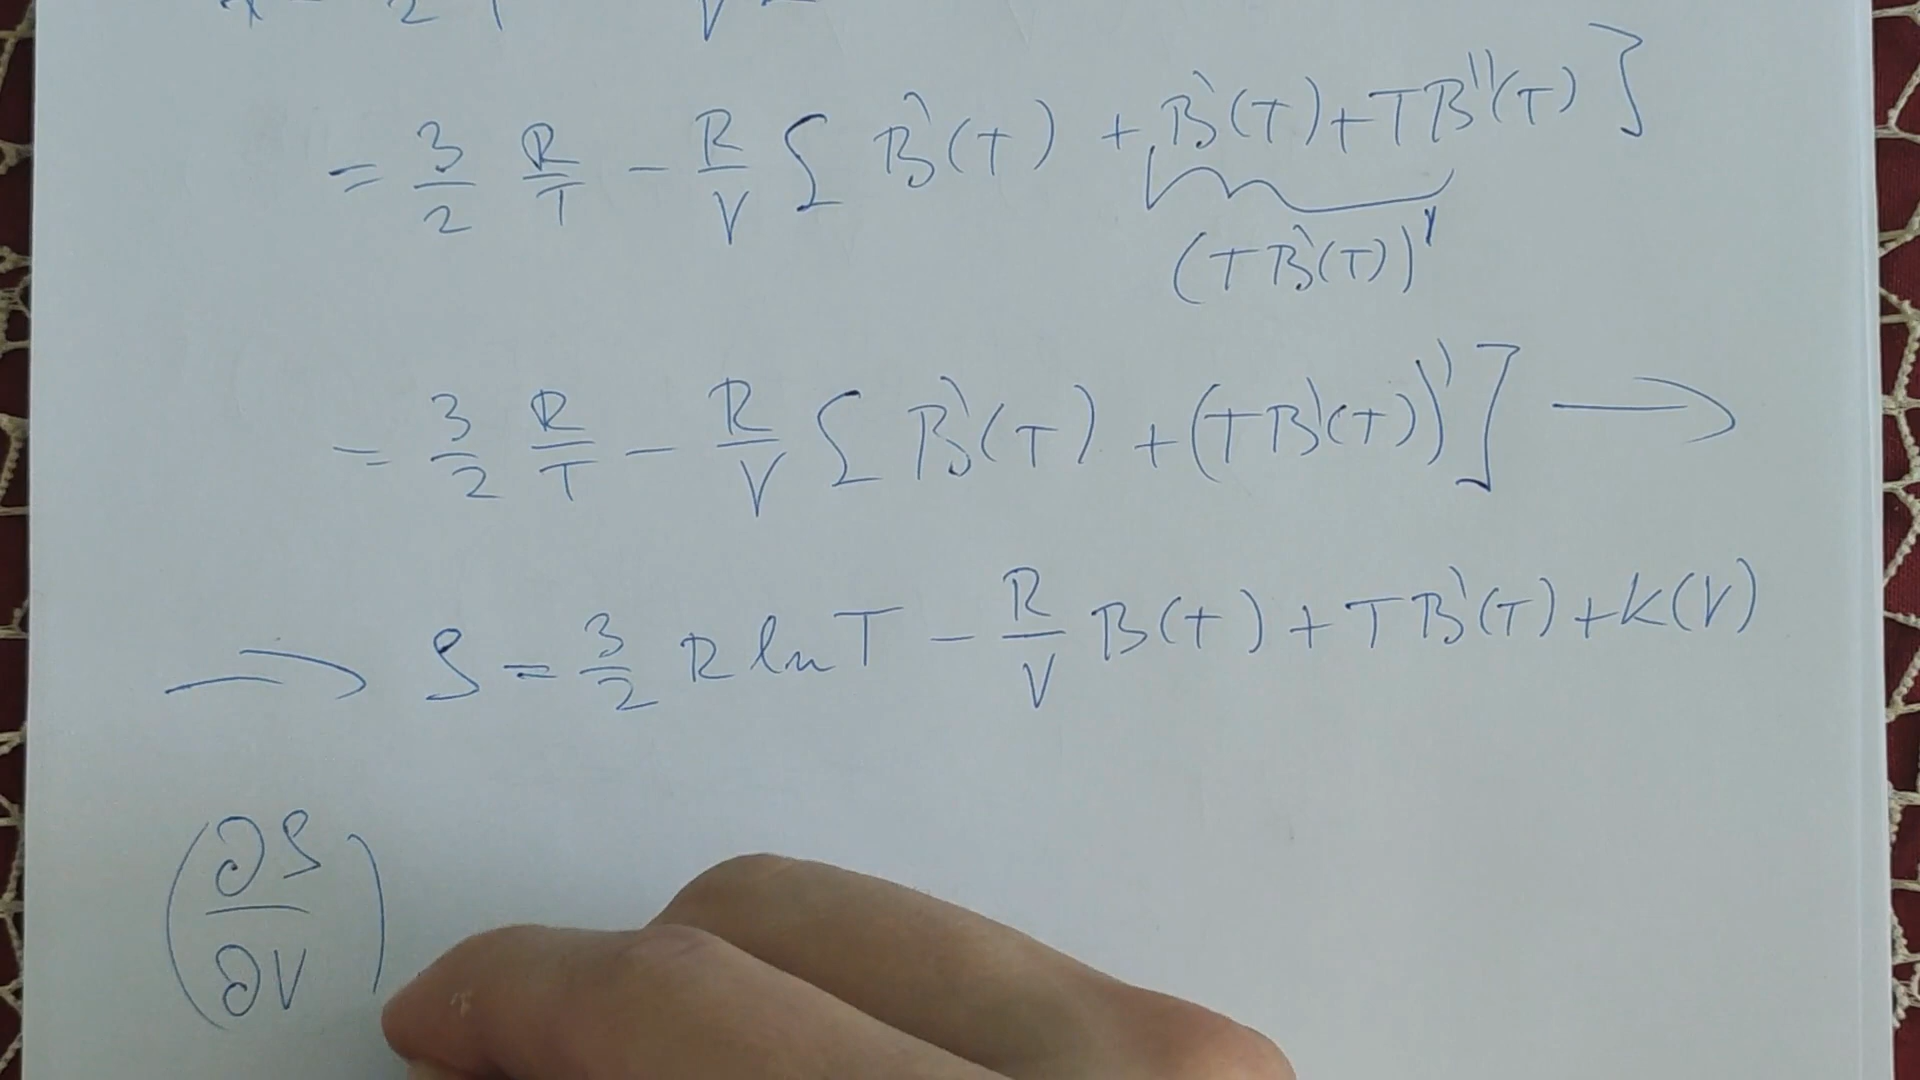 = 3/2 R/T - R/V [ B'(T) + B'(T) + TB''(T) ]
(TB'(T))'
= 3/2 R/T - R/V [ B'(T) + (TB'(T))' ] →
→ S = 3/2 R ln T - R/V B(T) + TB'(T) + K(V)
(∂S/∂V)